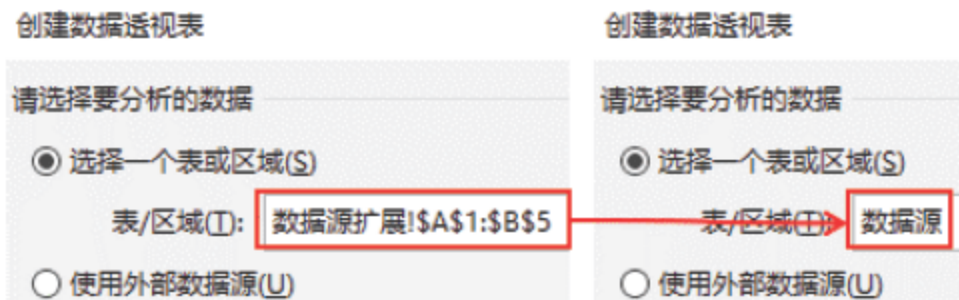 创建数据透视表
请选择要分析的数据
选择一个表或区域(S)
表/区域(T): 数据源扩展!$A$1:$B$5
使用外部数据源(U)
创建数据透视表
请选择要分析的数据
选择一个表或区域(S)
表/区域(T): 数据源
使用外部数据源(U)